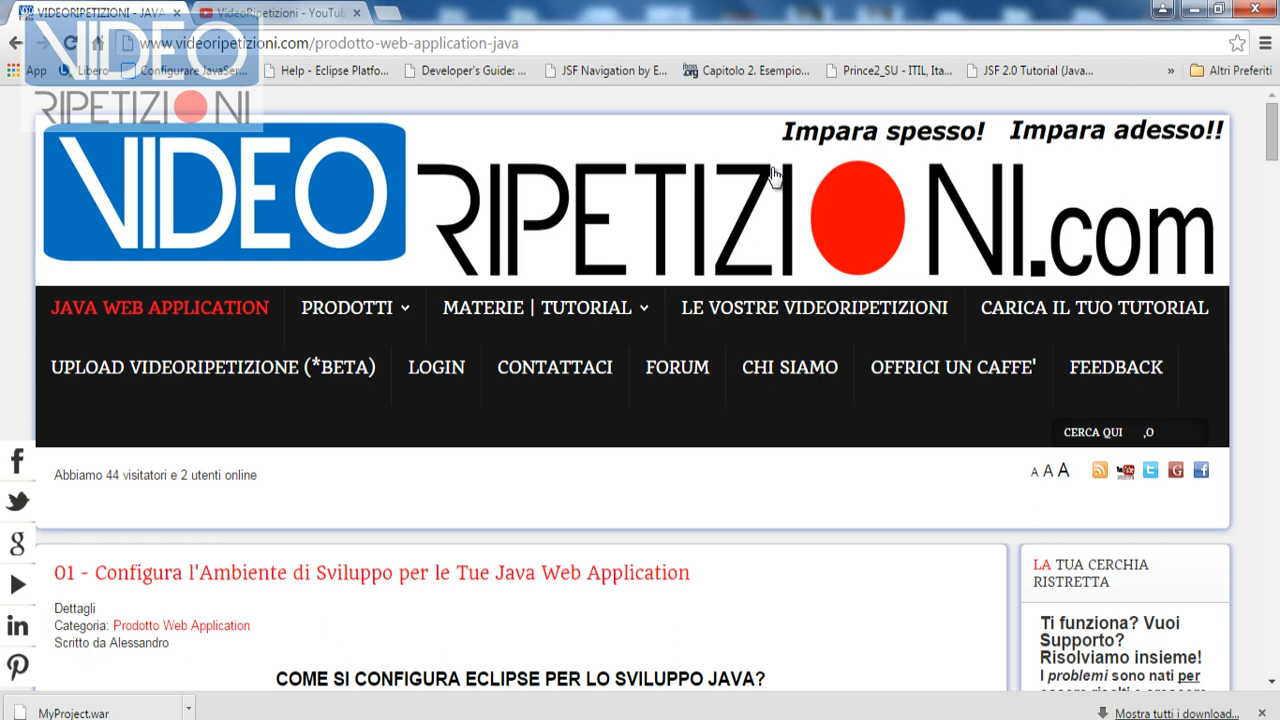 VIDEORIPETIZIONI - JAVA
VideoRipetizioni - YouTub
www.videoripetizioni.com/prodotto-web-application-java
App Libero Configurare JavaSer... Help - Eclipse Platfo... Developer's Guide: ... JSF Navigation by E... Capitolo 2. Esempio... Prince2_SU - ITIL, Ita... JSF 2.0 Tutorial (Java... » Altri Preferiti
VIDEO
RIPETIZIONI
Impara spesso! Impara adesso!!
VIDEO RIPETIZIONI.com
JAVA WEB APPLICATION PRODOTTI MATERIE | TUTORIAL LE VOSTRE VIDEORIPETIZIONI CARICA IL TUO TUTORIAL
UPLOAD VIDEORIPETIZIONE (*BETA) LOGIN CONTATTACI FORUM CHI SIAMO OFFRICI UN CAFFE' FEEDBACK
CERCA QUI
Abbiamo 44 visitatori e 2 utenti online
A A A
01 - Configura l'Ambiente di Sviluppo per le Tue Java Web Application
Dettagli
Categoria: Prodotto Web Application
Scritto da Alessandro
COME SI CONFIGURA ECLIPSE PER LO SVILUPPO JAVA?
LA TUA CERCHIA
RISTRETTA
Ti funziona? Vuoi
Supporto?
Risolviamo insieme!
I problemi sono nati per
MyProject.war
Mostra tutti i download...